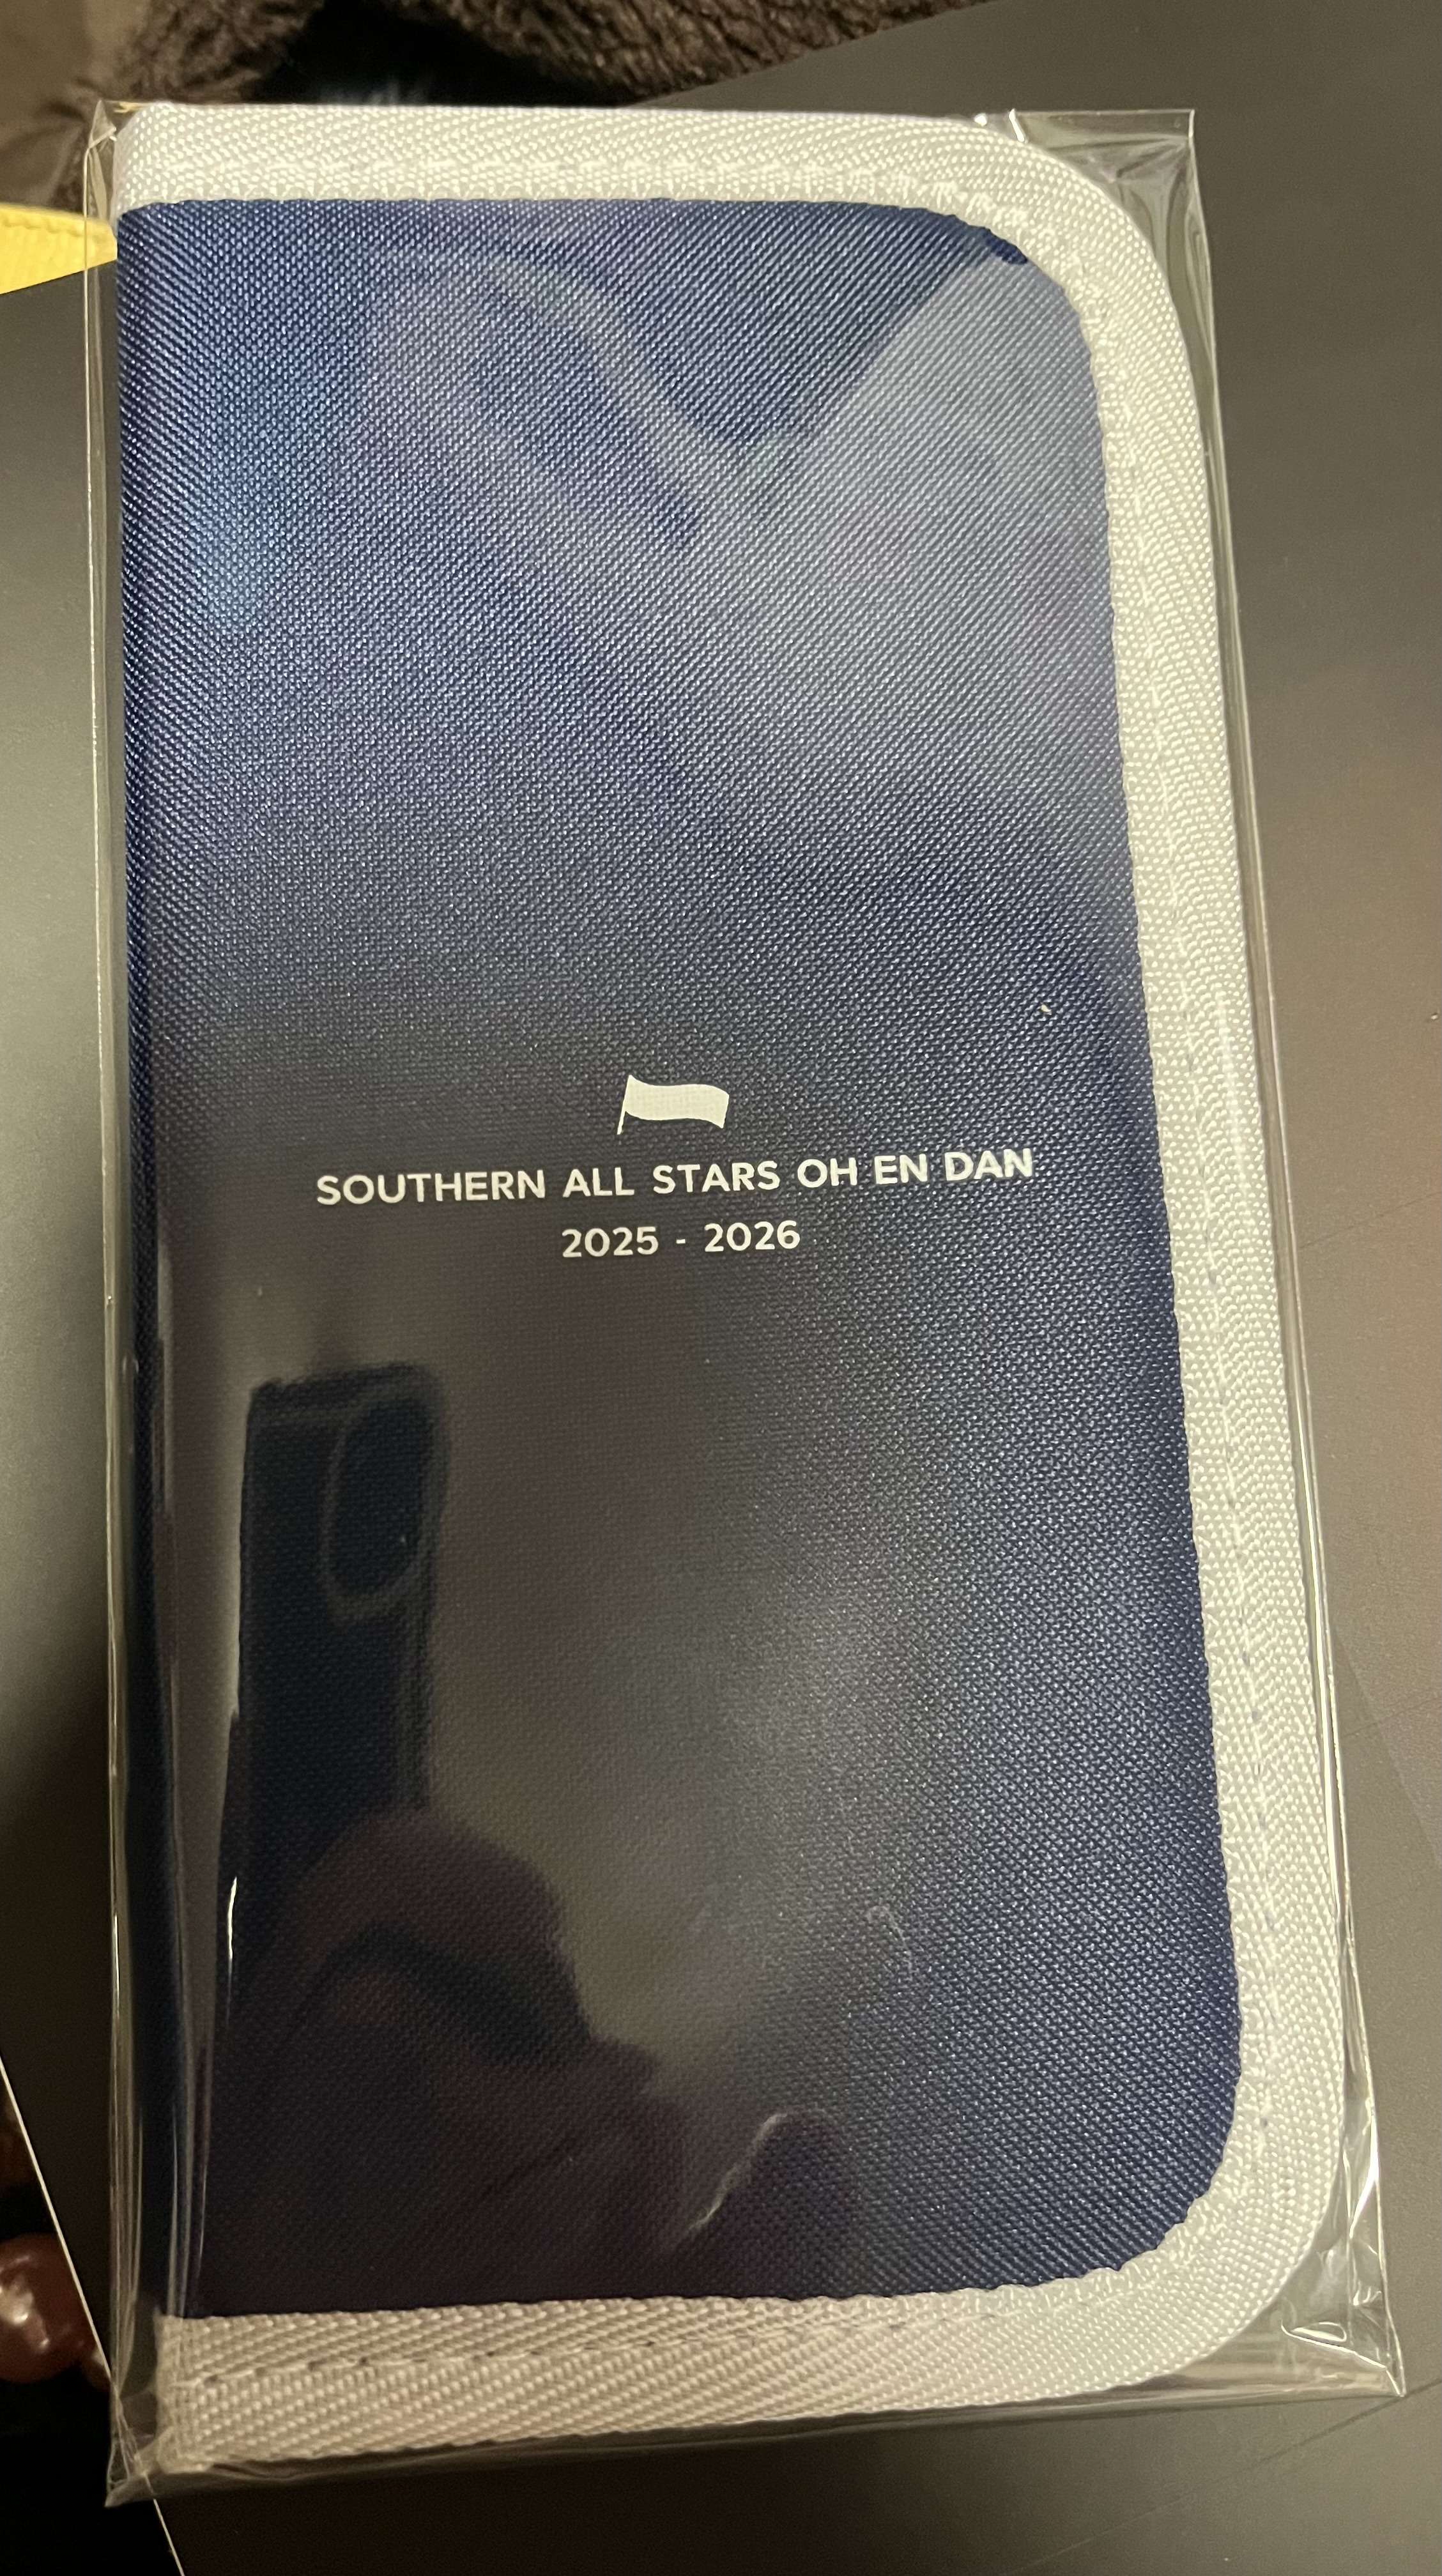 SOUTHERN ALL STARS OH EN DAN
2025 - 2026